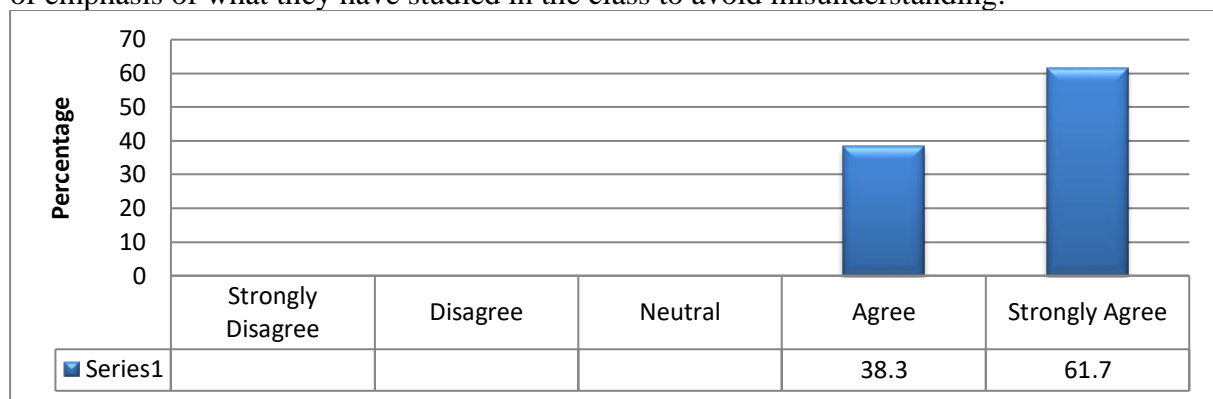 of emphasis of what they have studied in the class to avoid misunderstanding.
70
60
50
40
30
20
10
0
Percentage
Strongly Disagree
Disagree
Neutral
Agree
Strongly Agree
Series1
38.3
61.7